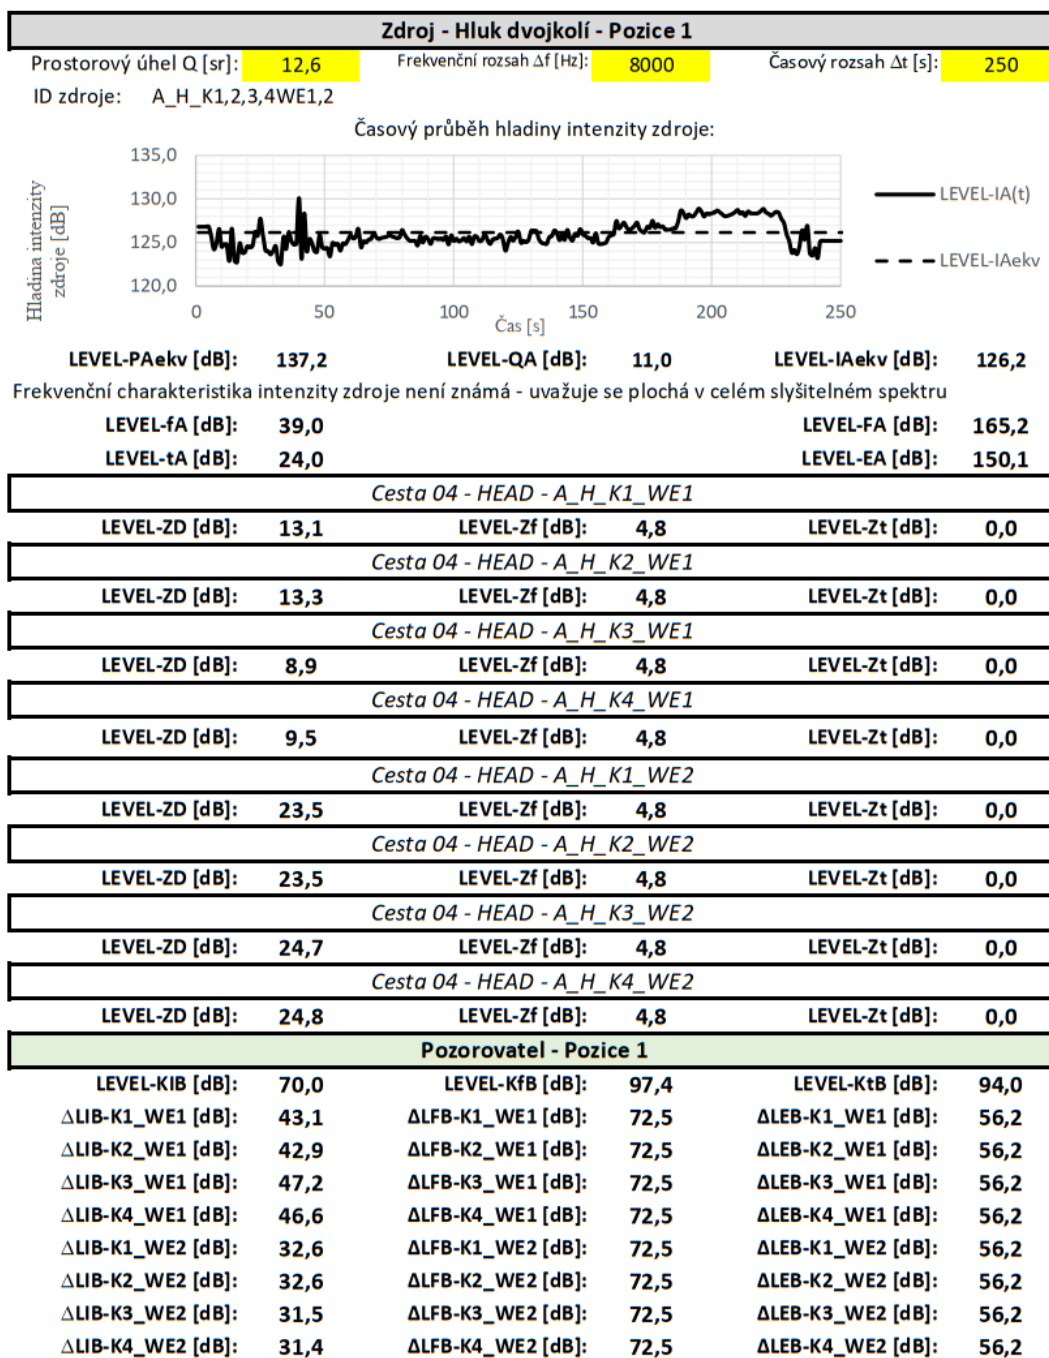 Zdroj - Hluk dvojkolí - Pozice 1
Prostorový úhel Q [sr]: 12,6 Frekvenční rozsah Δf [Hz]: 8000 Časový rozsah Δt [s]: 250
ID zdroje: A_H_K1,2,3,4WE1,2
Časový průběh hladiny intenzity zdroje:
Hladina intenzity
zdroje [dB]
135,0
130,0
125,0
120,0
LEVEL-IA(t)
LEVEL-IAekv
0 50 100 150 200 250
Čas [s]
LEVEL-PAekv [dB]: 137,2 LEVEL-QA [dB]: 11,0 LEVEL-IAekv [dB]: 126,2
Frekvenční charakteristika intenzity zdroje není známá - uvažuje se plochá v celém slyšitelném spektru
LEVEL-fA [dB]: 39,0 LEVEL-FA [dB]: 165,2
LEVEL-tA [dB]: 24,0 LEVEL-EA [dB]: 150,1
Cesta 04 - HEAD - A_H_K1_WE1
LEVEL-ZD [dB]: 13,1 LEVEL-Zf [dB]: 4,8 LEVEL-Zt [dB]: 0,0
Cesta 04 - HEAD - A_H_K2_WE1
LEVEL-ZD [dB]: 13,3 LEVEL-Zf [dB]: 4,8 LEVEL-Zt [dB]: 0,0
Cesta 04 - HEAD - A_H_K3_WE1
LEVEL-ZD [dB]: 8,9 LEVEL-Zf [dB]: 4,8 LEVEL-Zt [dB]: 0,0
Cesta 04 - HEAD - A_H_K4_WE1
LEVEL-ZD [dB]: 9,5 LEVEL-Zf [dB]: 4,8 LEVEL-Zt [dB]: 0,0
Cesta 04 - HEAD - A_H_K1_WE2
LEVEL-ZD [dB]: 23,5 LEVEL-Zf [dB]: 4,8 LEVEL-Zt [dB]: 0,0
Cesta 04 - HEAD - A_H_K2_WE2
LEVEL-ZD [dB]: 23,5 LEVEL-Zf [dB]: 4,8 LEVEL-Zt [dB]: 0,0
Cesta 04 - HEAD - A_H_K3_WE2
LEVEL-ZD [dB]: 24,7 LEVEL-Zf [dB]: 4,8 LEVEL-Zt [dB]: 0,0
Cesta 04 - HEAD - A_H_K4_WE2
LEVEL-ZD [dB]: 24,8 LEVEL-Zf [dB]: 4,8 LEVEL-Zt [dB]: 0,0
Pozorovatel - Pozice 1
LEVEL-KIB [dB]: 70,0 LEVEL-KfB [dB]: 97,4 LEVEL-KtB [dB]: 94,0
ΔLIB-K1_WE1 [dB]: 43,1 ΔLFB-K1_WE1 [dB]: 72,5 ΔLEB-K1_WE1 [dB]: 56,2
ΔLIB-K2_WE1 [dB]: 42,9 ΔLFB-K2_WE1 [dB]: 72,5 ΔLEB-K2_WE1 [dB]: 56,2
ΔLIB-K3_WE1 [dB]: 47,2 ΔLFB-K3_WE1 [dB]: 72,5 ΔLEB-K3_WE1 [dB]: 56,2
ΔLIB-K4_WE1 [dB]: 46,6 ΔLFB-K4_WE1 [dB]: 72,5 ΔLEB-K4_WE1 [dB]: 56,2
ΔLIB-K1_WE2 [dB]: 32,6 ΔLFB-K1_WE2 [dB]: 72,5 ΔLEB-K1_WE2 [dB]: 56,2
ΔLIB-K2_WE2 [dB]: 32,6 ΔLFB-K2_WE2 [dB]: 72,5 ΔLEB-K2_WE2 [dB]: 56,2
ΔLIB-K3_WE2 [dB]: 31,5 ΔLFB-K3_WE2 [dB]: 72,5 ΔLEB-K3_WE2 [dB]: 56,2
ΔLIB-K4_WE2 [dB]: 31,4 ΔLFB-K4_WE2 [dB]: 72,5 ΔLEB-K4_WE2 [dB]: 56,2